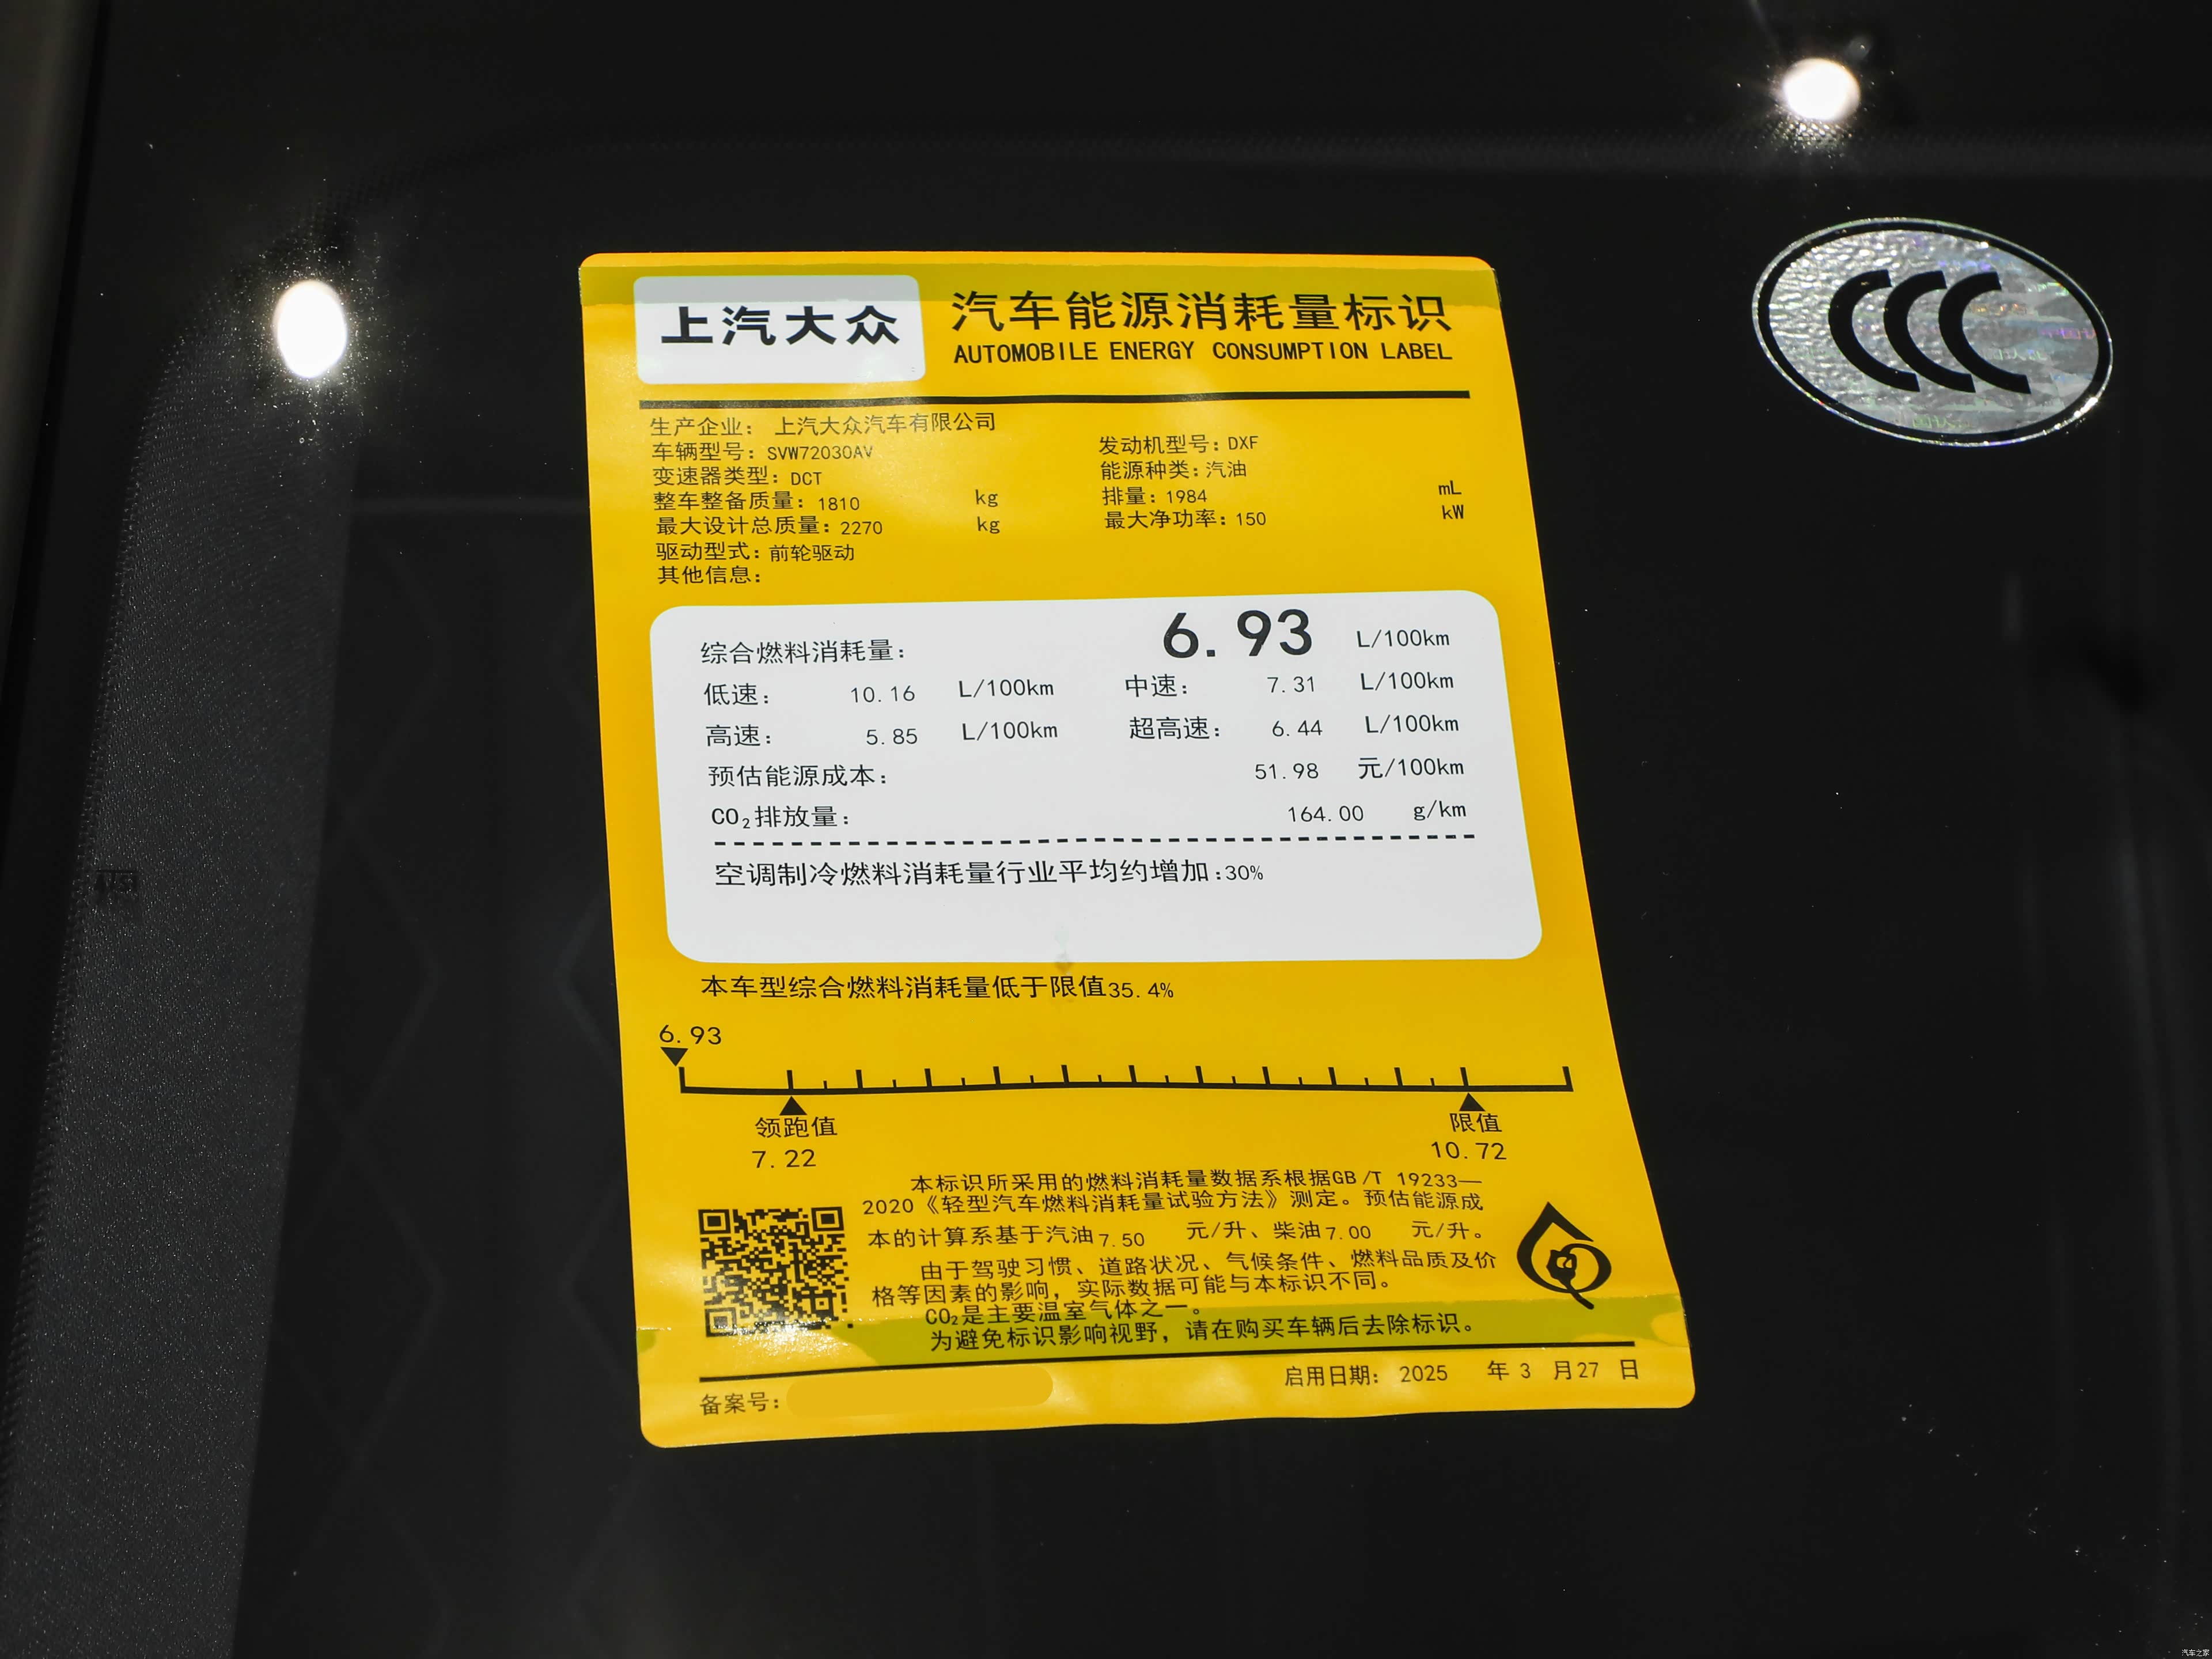 上汽大众
汽车能源消耗量标识
AUTOMOBILE ENERGY CONSUMPTION LABEL
CCC
生产企业： 上汽大众汽车有限公司
车辆型号：SVW72030AV 发动机型号：DXF
变速器类型：DCT 能源种类：汽油
整车整备质量：1810 kg 排量：1984 mL
最大设计总质量：2270 kg 最大净功率：150 kW
驱动型式：前轮驱动
其他信息：
综合燃料消耗量： 6.93 L/100km
低速： 10.16 L/100km 中速： 7.31 L/100km
高速： 5.85 L/100km 超高速： 6.44 L/100km
预估能源成本： 51.98 元/100km
CO₂排放量： 164.00 g/km
空调制冷燃料消耗量行业平均约增加：30%
本车型综合燃料消耗量低于限值35.4%
6.93
领跑值 限值
7.22 10.72
本标识所采用的燃料消耗量数据系根据GB/T 19233—
2020《轻型汽车燃料消耗量试验方法》测定。预估能源成
本的计算系基于汽油7.50 元/升、柴油7.00 元/升。
由于驾驶习惯、道路状况、气候条件、燃料品质及价
格等因素的影响，实际数据可能与本标识不同。
CO₂是主要温室气体之一。
为避免标识影响视野，请在购买车辆后去除标识。
备案号： 启用日期： 2025 年 3 月27 日
汽车之家